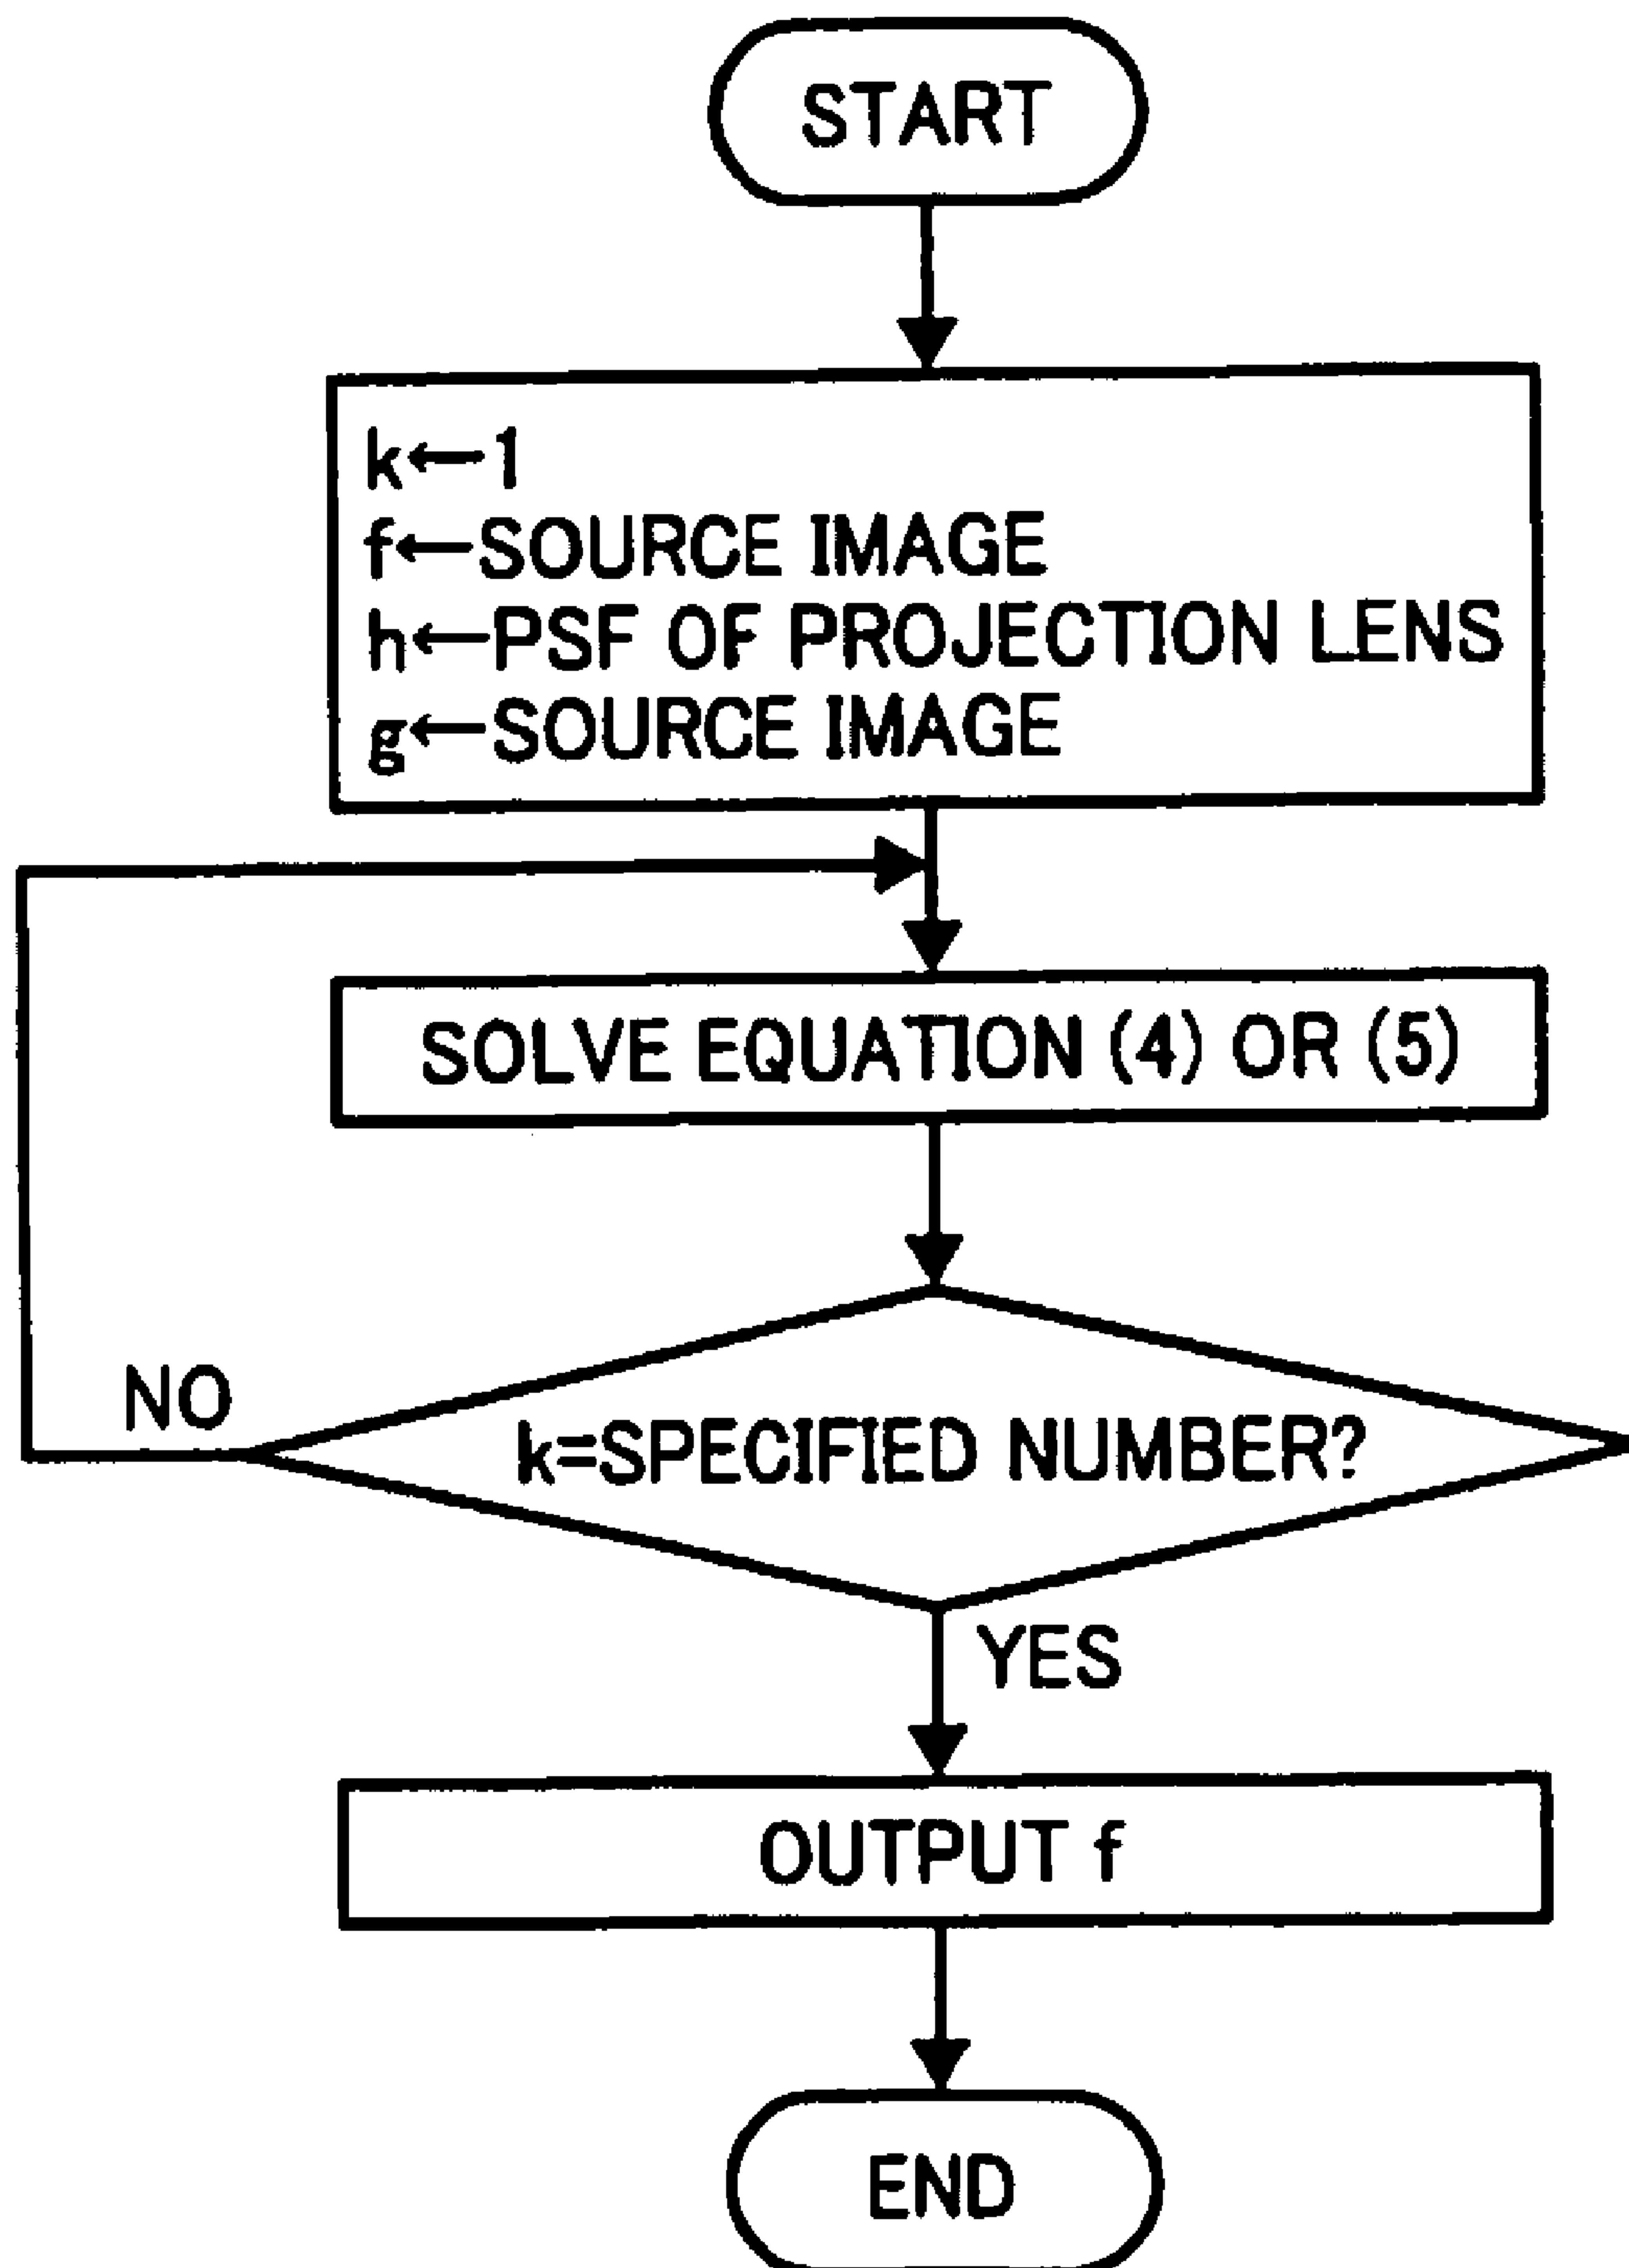 START
k←1
f←SOURCE IMAGE
h←PSF OF PROJECTION LENS
g←SOURCE IMAGE
SOLVE EQUATION (4) OR (5)
NO
k=SPECIFIED NUMBER?
YES
OUTPUT f
END